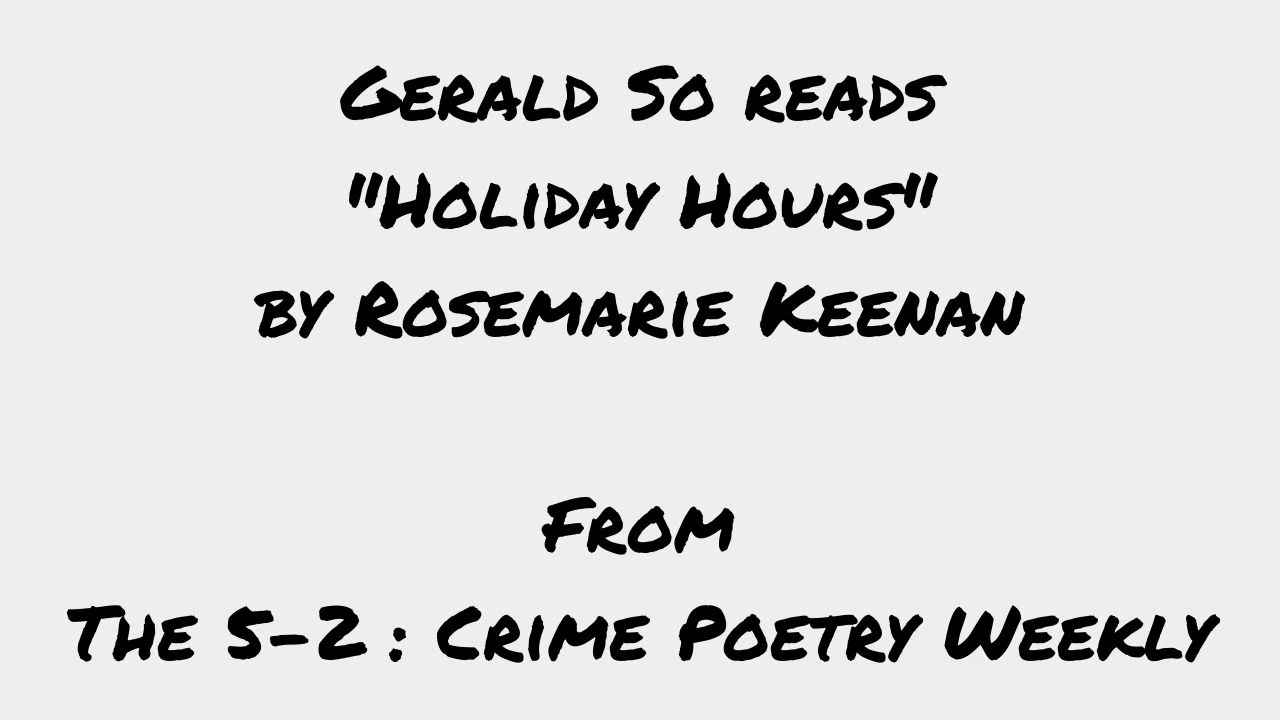 Gerald So reads
"Holiday Hours"
by Rosemarie Keenan
From
The 5-2 : Crime Poetry Weekly